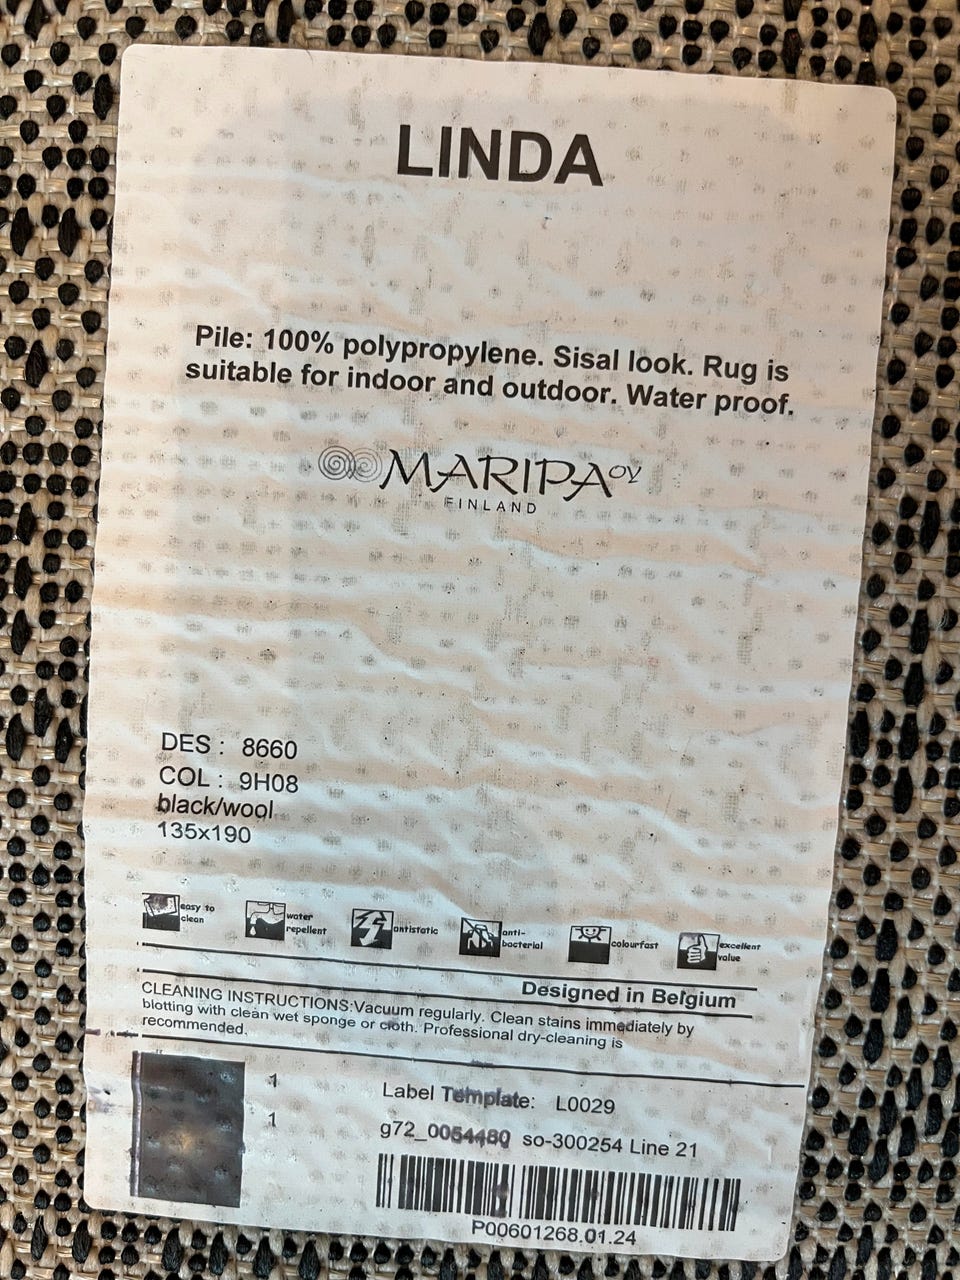 LINDA
Pile: 100% polypropylene. Sisal look. Rug is
suitable for indoor and outdoor. Water proof.
MARIPA OY
FINLAND
DES : 8660
COL : 9H08
black/wool
135x190
easy to
clean
water
repellent
antistatic
anti-
bacterial
colourfast
excellent
value
Designed in Belgium
CLEANING INSTRUCTIONS:Vacuum regularly. Clean stains immediately by
blotting with clean wet sponge or cloth. Professional dry-cleaning is
recommended.
1
1
Label Template: L0029
g72_0054480 so-300254 Line 21
P00601268.01.24